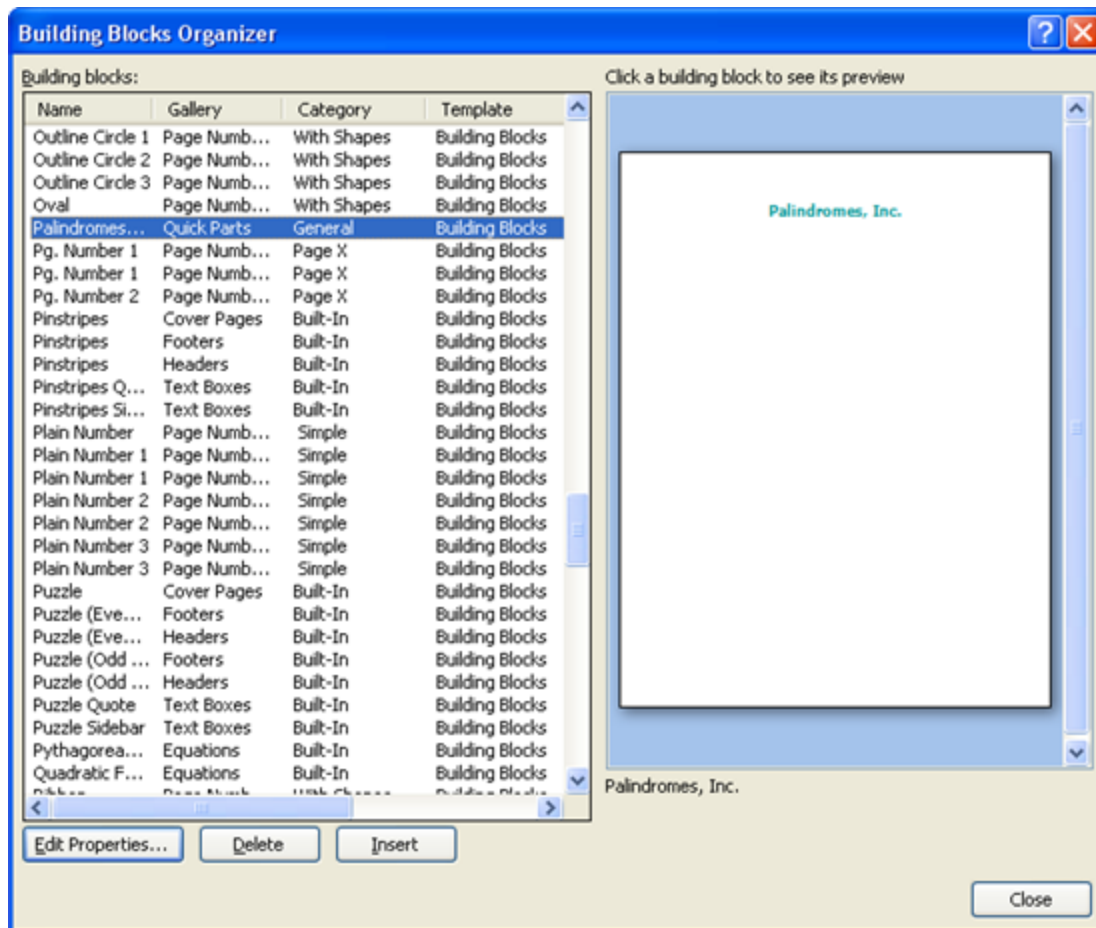 Building Blocks Organizer
Building blocks:
Click a building block to see its preview
Name Gallery Category Template
Outline Circle 1 Page Numb... With Shapes Building Blocks
Outline Circle 2 Page Numb... With Shapes Building Blocks
Outline Circle 3 Page Numb... With Shapes Building Blocks
Oval Page Numb... With Shapes Building Blocks
Palindromes... Quick Parts General Building Blocks
Pg. Number 1 Page Numb... Page X Building Blocks
Pg. Number 1 Page Numb... Page X Building Blocks
Pg. Number 2 Page Numb... Page X Building Blocks
Pinstripes Cover Pages Built-In Building Blocks
Pinstripes Footers Built-In Building Blocks
Pinstripes Headers Built-In Building Blocks
Pinstripes Q... Text Boxes Built-In Building Blocks
Pinstripes Si... Text Boxes Built-In Building Blocks
Plain Number Page Numb... Simple Building Blocks
Plain Number 1 Page Numb... Simple Building Blocks
Plain Number 1 Page Numb... Simple Building Blocks
Plain Number 2 Page Numb... Simple Building Blocks
Plain Number 2 Page Numb... Simple Building Blocks
Plain Number 3 Page Numb... Simple Building Blocks
Plain Number 3 Page Numb... Simple Building Blocks
Puzzle Cover Pages Built-In Building Blocks
Puzzle (Eve... Footers Built-In Building Blocks
Puzzle (Eve... Headers Built-In Building Blocks
Puzzle (Odd ... Footers Built-In Building Blocks
Puzzle (Odd ... Headers Built-In Building Blocks
Puzzle Quote Text Boxes Built-In Building Blocks
Puzzle Sidebar Text Boxes Built-In Building Blocks
Pythagorea... Equations Built-In Building Blocks
Quadratic F... Equations Built-In Building Blocks
Palindromes, Inc.
Palindromes, Inc.
Edit Properties... Delete Insert
Close